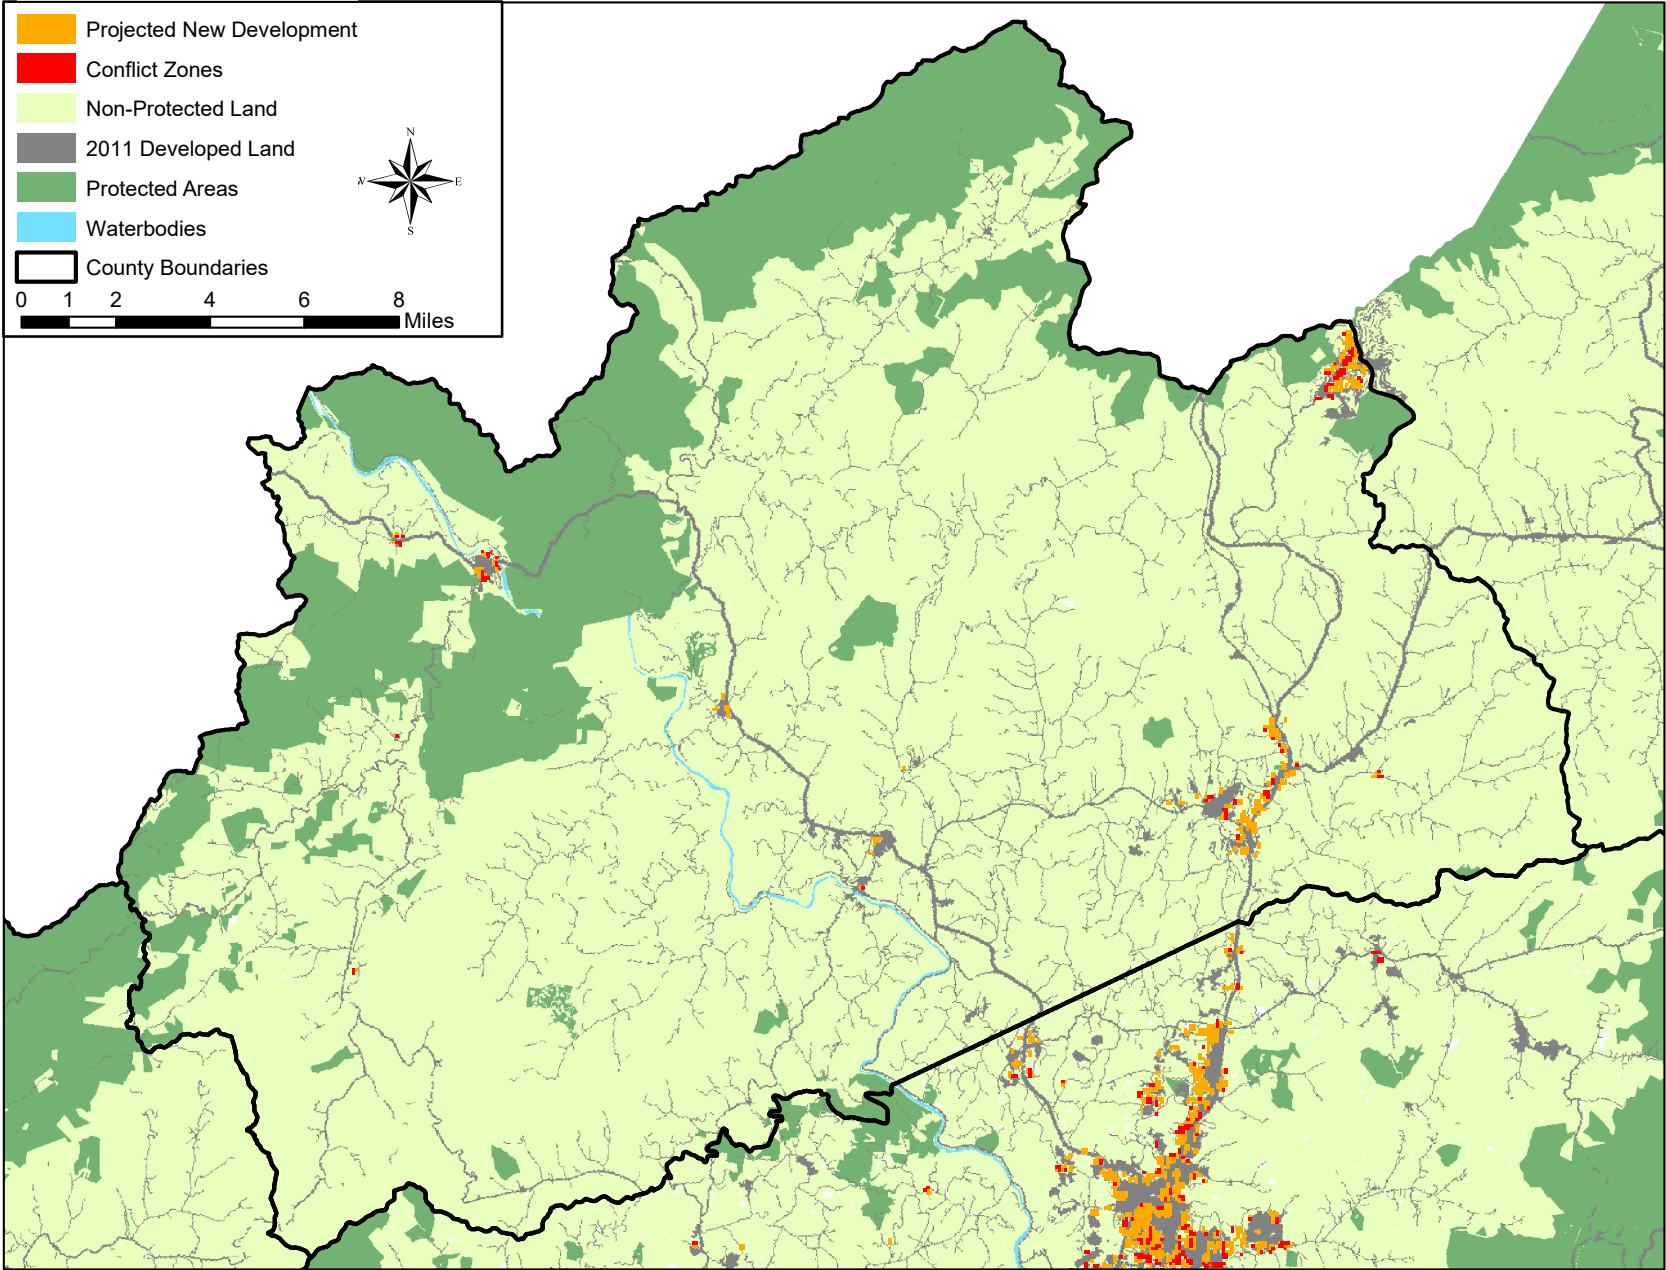 Projected New Development
Conflict Zones
Non-Protected Land
2011 Developed Land
Protected Areas
Waterbodies
County Boundaries
N
W E
S
0 1 2 4 6 8
Miles